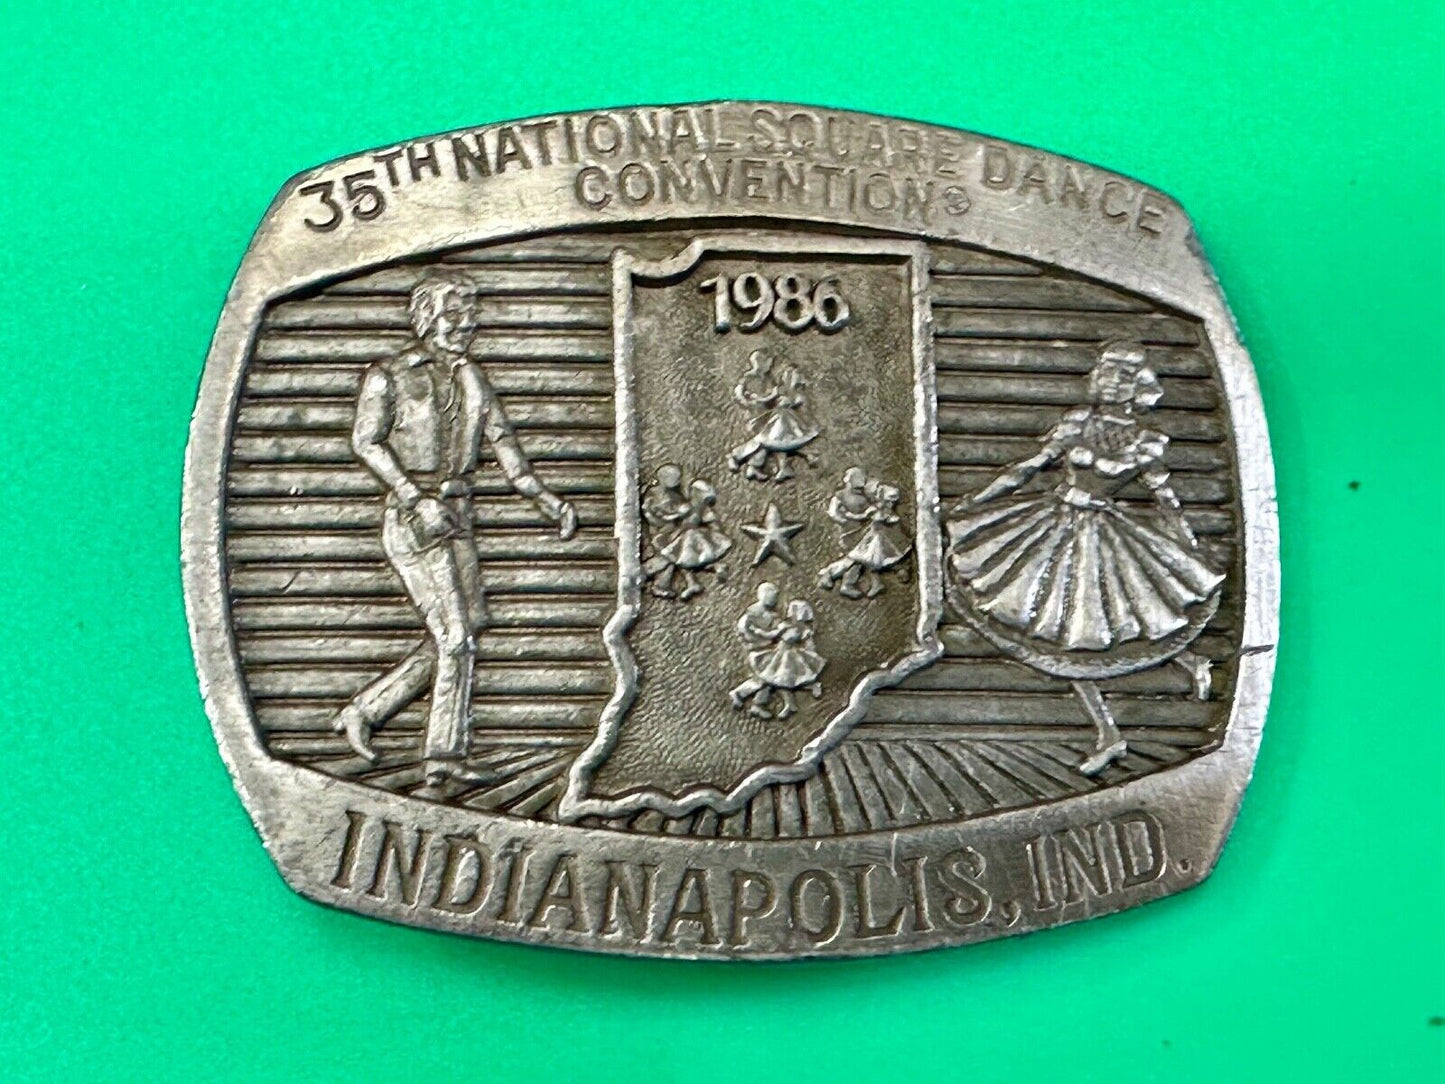 35TH NATIONAL SQUARE DANCE
CONVENTION®
1986
INDIANAPOLIS, IND.